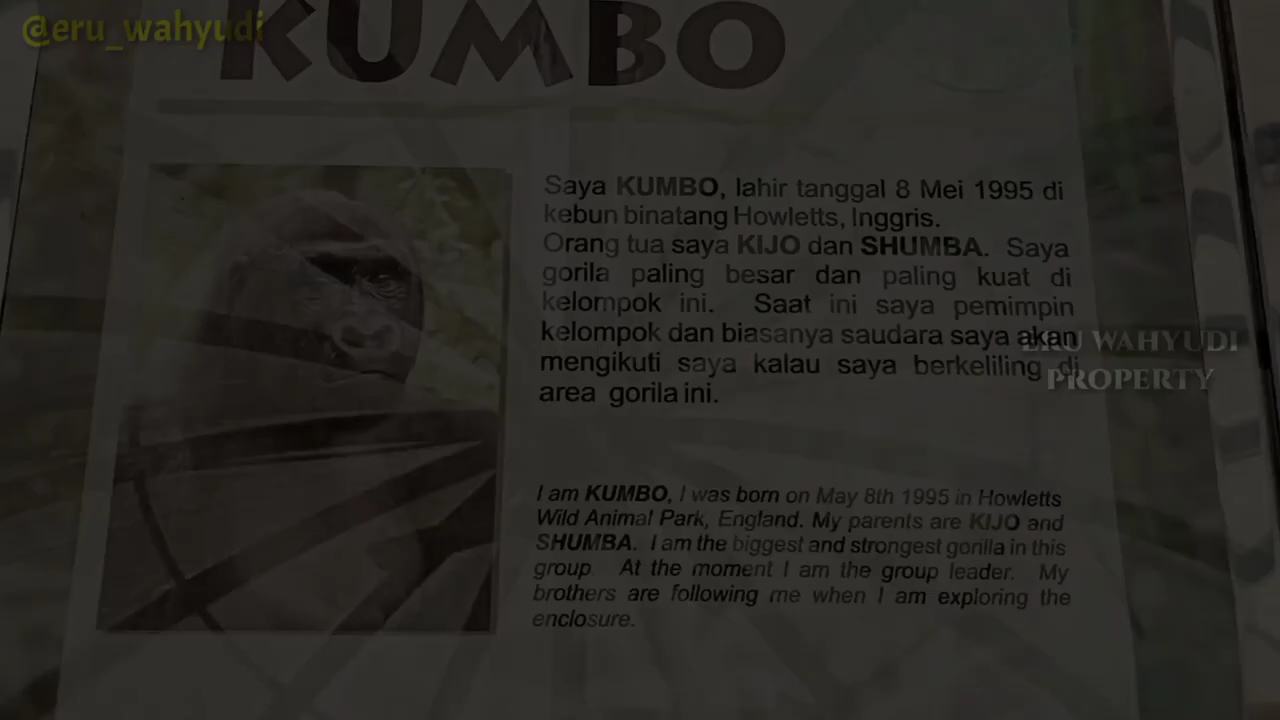 @eru_wahyudi
KUMBO
Saya KUMBO, lahir tanggal 8 Mei 1995 di
kebun binatang Howletts, Inggris.
Orang tua saya KIJO dan SHUMBA. Saya
gorila paling besar dan paling kuat di
kelompok ini. Saat ini saya pemimpin
kelompok dan biasanya saudara saya akan
mengikuti saya kalau saya berkeliling di
area gorila ini.
ERU WAHYUDI
PROPERTY
I am KUMBO, I was born on May 8th 1995 in Howletts
Wild Animal Park, England. My parents are KIJO and
SHUMBA. I am the biggest and strongest gorilla in this
group. At the moment I am the group leader. My
brothers are following me when I am exploring the
enclosure.